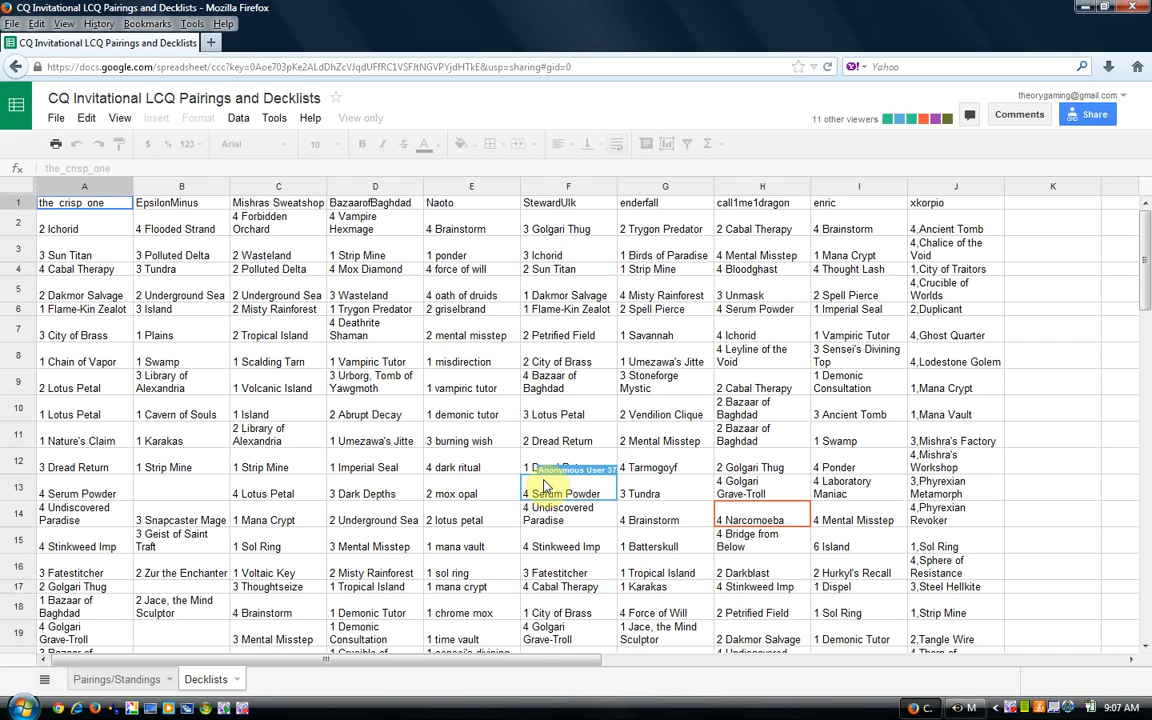 CQ Invitational LCQ Pairings and Decklists - Mozilla Firefox
File Edit View History Bookmarks Tools Help
CQ Invitational LCQ Pairings and Decklists
https://docs.google.com/spreadsheet/ccc?key=0Aoe703pKe2ALdDhZcVJqdUFfRC1VSFJtNGVPYjdHTkE&usp=sharing#gid=0 Yahoo
CQ Invitational LCQ Pairings and Decklists theorygaming@gmail.com
File Edit View Insert Format Data Tools Help View only 11 other viewers Comments Share
$ % 123 Arial 10 B I S A
fx the_crisp_one
A B C D E F G H I J K
1 the_crisp_one EpsilonMinus Mishras Sweatshop BazaarofBaghdad Naoto StewardUlk enderfall call1me1dragon enric xkorpio
2 2 Ichorid 4 Flooded Strand 4 Forbidden Orchard 4 Vampire Hexmage 4 Brainstorm 3 Golgari Thug 2 Trygon Predator 2 Cabal Therapy 4 Brainstorm 4,Ancient Tomb
3 3 Sun Titan 3 Polluted Delta 2 Wasteland 1 Strip Mine 1 ponder 3 Ichorid 1 Birds of Paradise 4 Mental Misstep 1 Mana Crypt 4,Chalice of the Void
4 4 Cabal Therapy 3 Tundra 2 Polluted Delta 4 Mox Diamond 4 force of will 2 Sun Titan 1 Strip Mine 4 Bloodghast 4 Thought Lash 1,City of Traitors
5 2 Dakmor Salvage 2 Underground Sea 2 Underground Sea 3 Wasteland 4 oath of druids 1 Dakmor Salvage 4 Misty Rainforest 3 Unmask 2 Spell Pierce 4,Crucible of Worlds
6 1 Flame-Kin Zealot 3 Island 2 Misty Rainforest 1 Trygon Predator 2 griselbrand 1 Flame-Kin Zealot 2 Spell Pierce 4 Serum Powder 1 Imperial Seal 2,Duplicant
7 3 City of Brass 1 Plains 2 Tropical Island 4 Deathrite Shaman 2 mental misstep 2 Petrified Field 1 Savannah 4 Ichorid 1 Vampiric Tutor 4,Ghost Quarter
8 1 Chain of Vapor 1 Swamp 1 Scalding Tarn 1 Vampiric Tutor 1 misdirection 2 City of Brass 1 Umezawa's Jitte 4 Leyline of the Void 3 Sensei's Divining Top 4,Lodestone Golem
9 2 Lotus Petal 3 Library of Alexandria 1 Volcanic Island 3 Urborg, Tomb of Yawgmoth 1 vampiric tutor 4 Bazaar of Baghdad 3 Stoneforge Mystic 2 Cabal Therapy 1 Demonic Consultation 1,Mana Crypt
10 1 Lotus Petal 1 Cavern of Souls 1 Island 2 Abrupt Decay 1 demonic tutor 3 Lotus Petal 2 Vendilion Clique 2 Bazaar of Baghdad 3 Ancient Tomb 1,Mana Vault
11 1 Nature's Claim 1 Karakas 2 Library of Alexandria 1 Umezawa's Jitte 3 burning wish 2 Dread Return 2 Mental Misstep 2 Bazaar of Baghdad 1 Swamp 3,Mishra's Factory
12 3 Dread Return 1 Strip Mine 1 Strip Mine 1 Imperial Seal 4 dark ritual 1 Anonymous User 37 4 Tarmogoyf 2 Golgari Thug 4 Ponder 4,Mishra's Workshop
13 4 Serum Powder 4 Lotus Petal 3 Dark Depths 2 mox opal 4 Serum Powder 3 Tundra 4 Golgari Grave-Troll 4 Laboratory Maniac 3,Phyrexian Metamorph
14 4 Undiscovered Paradise 3 Snapcaster Mage 1 Mana Crypt 2 Underground Sea 2 lotus petal 4 Undiscovered Paradise 4 Brainstorm 4 Narcomoeba 4 Mental Misstep 4,Phyrexian Revoker
15 4 Stinkweed Imp 3 Geist of Saint Traft 1 Sol Ring 3 Mental Misstep 1 mana vault 4 Stinkweed Imp 1 Batterskull 4 Bridge from Below 6 Island 1,Sol Ring
16 3 Fatestitcher 2 Zur the Enchanter 1 Voltaic Key 2 Misty Rainforest 1 sol ring 3 Fatestitcher 1 Tropical Island 2 Darkblast 2 Hurkyl's Recall 4,Sphere of Resistance
17 2 Golgari Thug 3 Thoughtseize 1 Tropical Island 1 mana crypt 4 Cabal Therapy 1 Karakas 4 Stinkweed Imp 1 Dispel 3,Steel Hellkite
18 1 Bazaar of Baghdad 2 Jace, the Mind Sculptor 4 Brainstorm 1 Demonic Tutor 1 chrome mox 1 City of Brass 4 Force of Will 2 Petrified Field 1 Sol Ring 1,Strip Mine
19 4 Golgari Grave-Troll 3 Mental Misstep 1 Demonic Consultation 1 time vault 4 Golgari Grave-Troll 1 Jace, the Mind Sculptor 2 Dakmor Salvage 1 Demonic Tutor 2,Tangle Wire
Pairings/Standings Decklists
C. M 9:07 AM